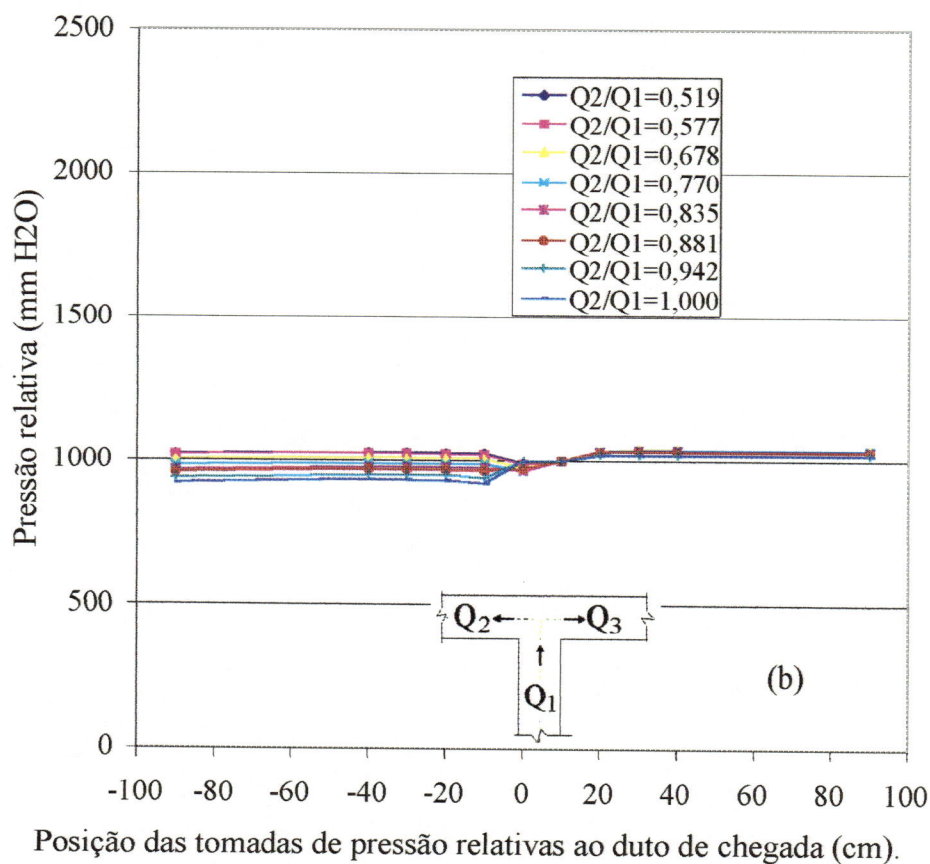 2500
2000
1500
1000
500
0
Pressão relativa (mm H2O)
Q2/Q1=0,519
Q2/Q1=0,577
Q2/Q1=0,678
Q2/Q1=0,770
Q2/Q1=0,835
Q2/Q1=0,881
Q2/Q1=0,942
Q2/Q1=1,000
Q2
Q3
Q1
(b)
-100 -80 -60 -40 -20 0 20 40 60 80 100
Posição das tomadas de pressão relativas ao duto de chegada (cm).